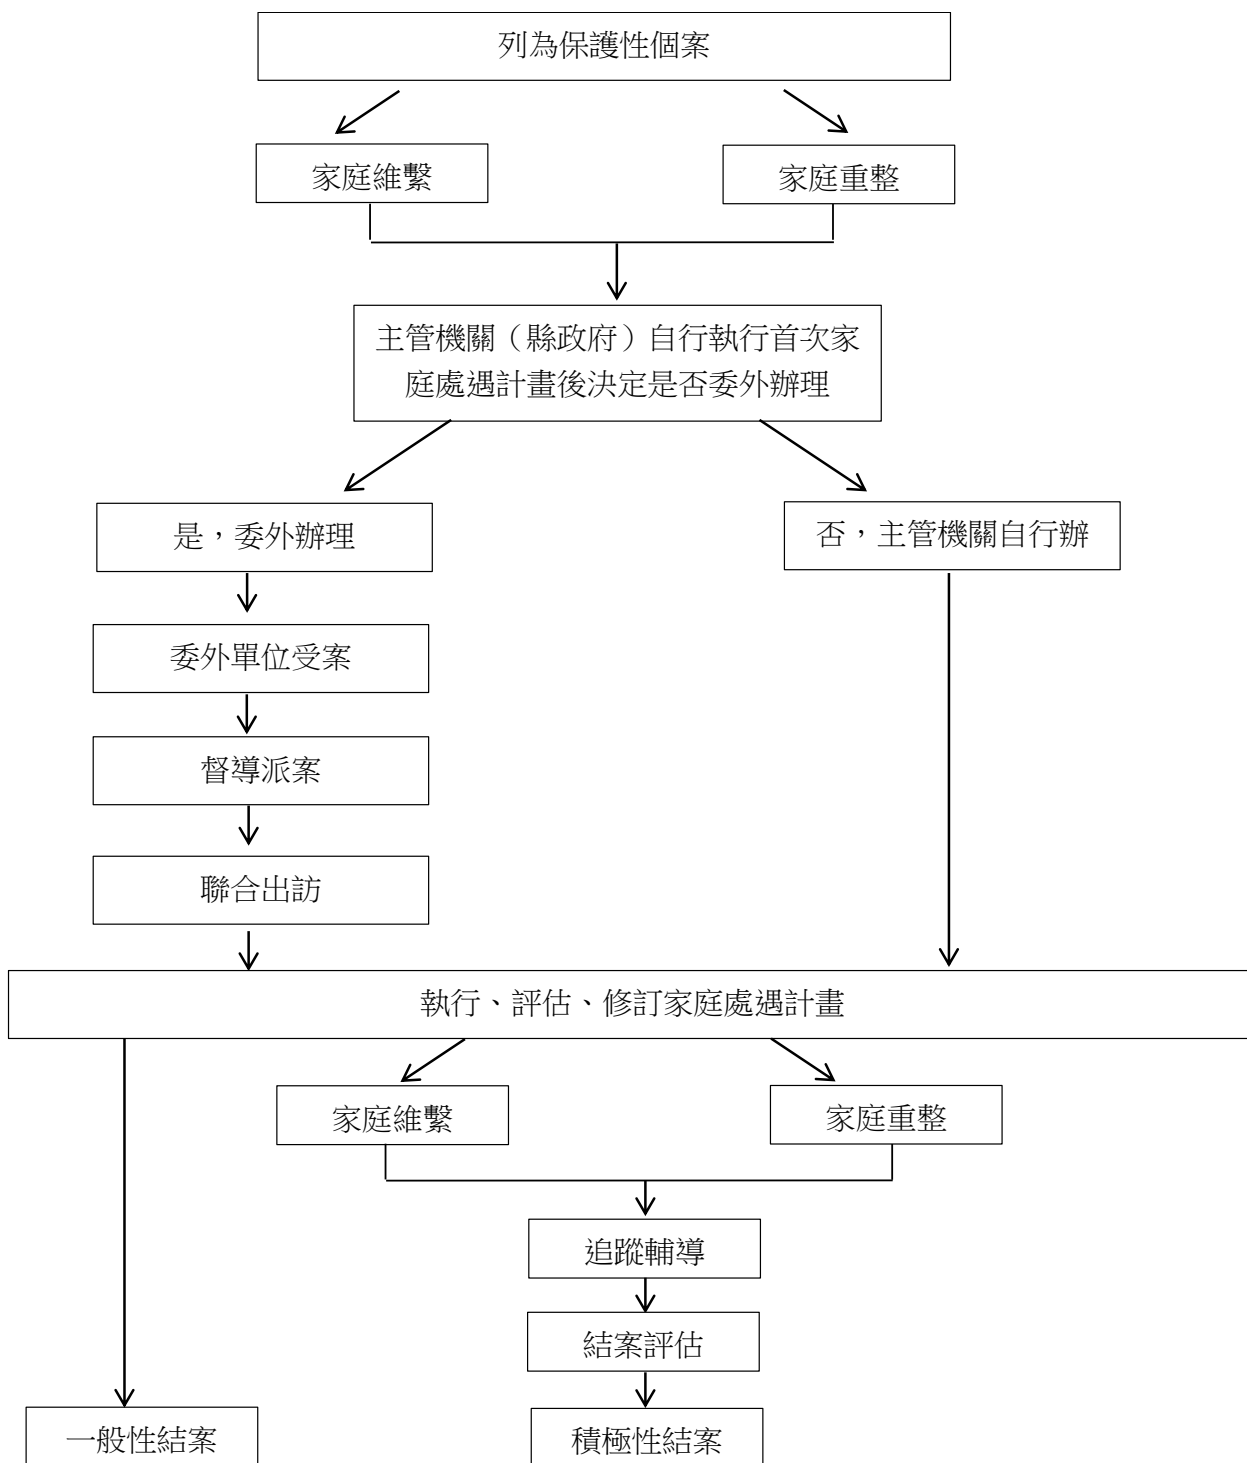 列為保護性個案
家庭維繫
家庭重整
主管機關（縣政府）自行執行首次家
庭處遇計畫後決定是否委外辦理
是，委外辦理
否，主管機關自行辦
委外單位受案
督導派案
聯合出訪
執行、評估、修訂家庭處遇計畫
家庭維繫
家庭重整
追蹤輔導
結案評估
一般性結案
積極性結案